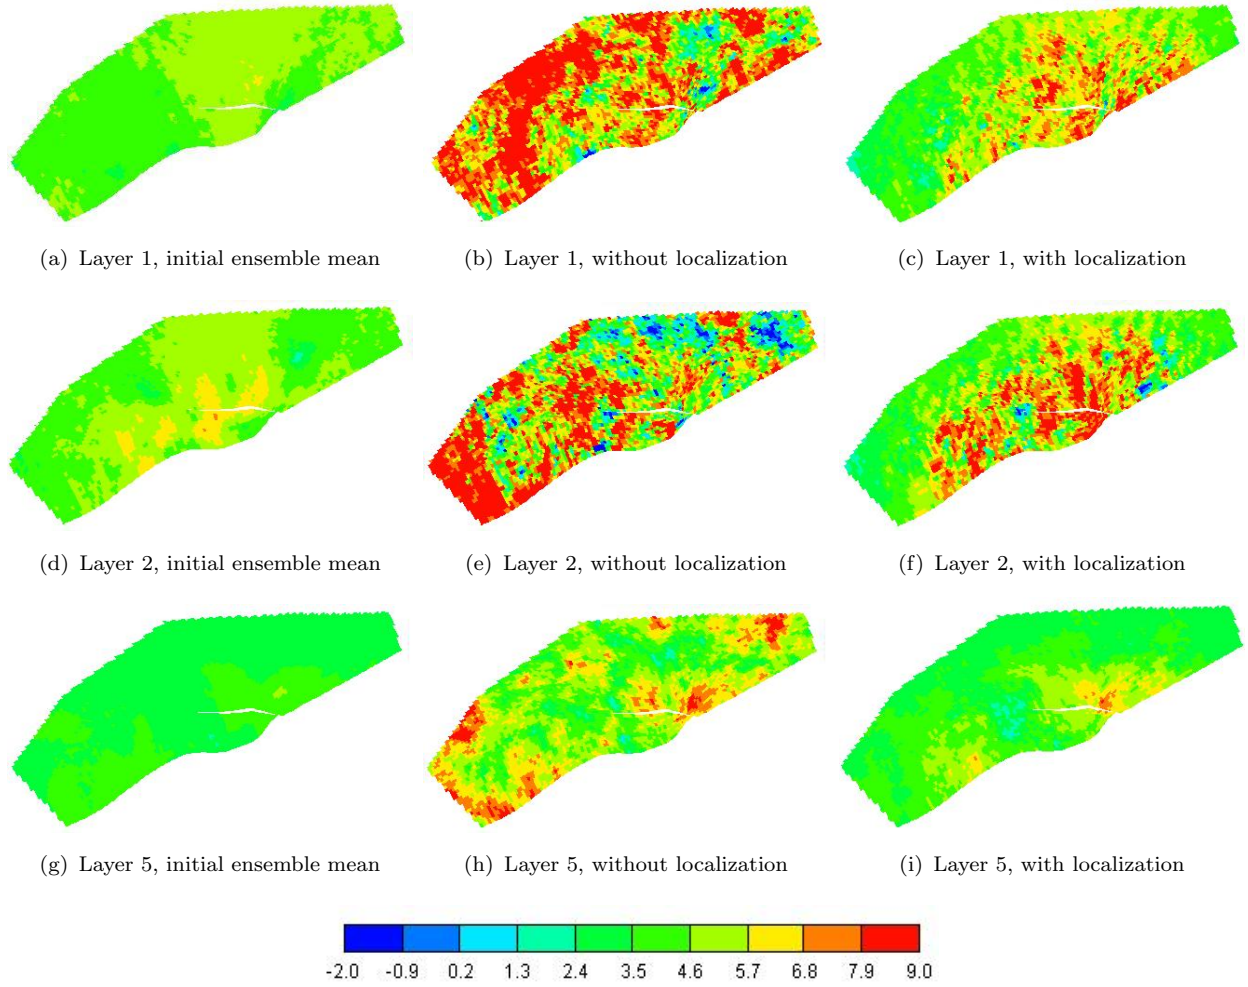 (a) Layer 1, initial ensemble mean
(b) Layer 1, without localization
(c) Layer 1, with localization
(d) Layer 2, initial ensemble mean
(e) Layer 2, without localization
(f) Layer 2, with localization
(g) Layer 5, initial ensemble mean
(h) Layer 5, without localization
(i) Layer 5, with localization
-2.0 -0.9 0.2 1.3 2.4 3.5 4.6 5.7 6.8 7.9 9.0